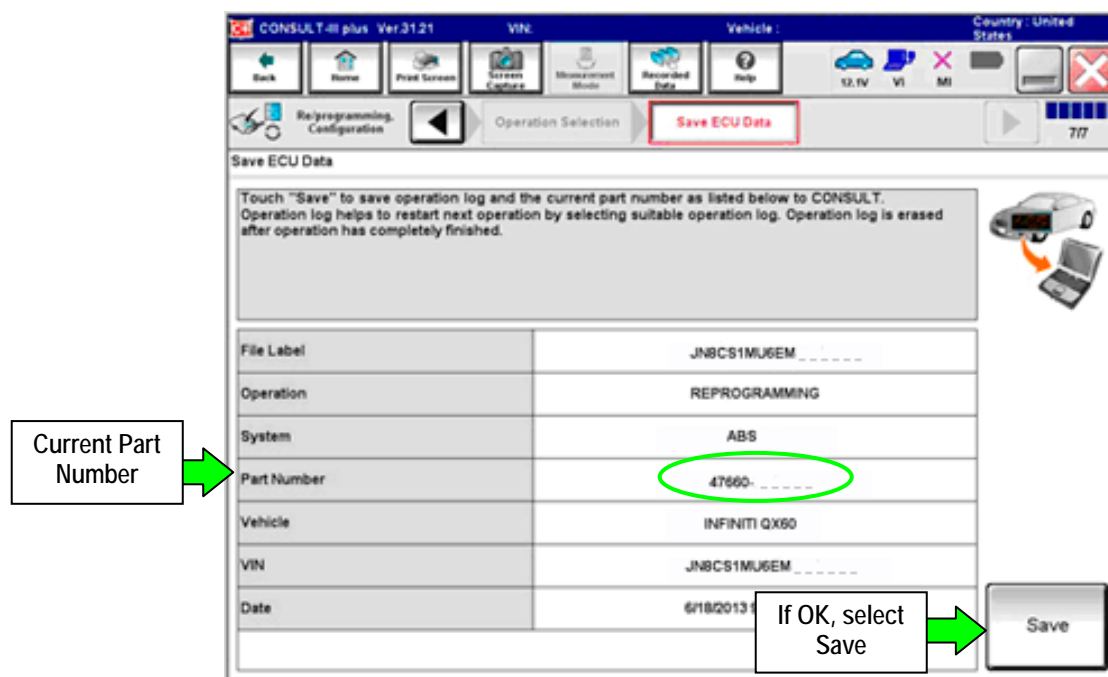 CONSULT-III plus Ver.31.21 VIN: Vehicle : Country : United States
Back Home Print Screen Screen Capture Measurement Mode Recorded Data Help 12.1V VI MI
Re/programming, Configuration Operation Selection Save ECU Data 7/7
Save ECU Data
Touch "Save" to save operation log and the current part number as listed below to CONSULT.
Operation log helps to restart next operation by selecting suitable operation log. Operation log is erased
after operation has completely finished.
File Label JN8CS1MU6EM _ _ _ _ _ _
Operation REPROGRAMMING
System ABS
Current Part Number
Part Number 47660- _ _ _ _ _
Vehicle INFINITI QX60
VIN JN8CS1MU6EM _ _ _ _ _ _
Date 6/18/2013
If OK, select Save
Save